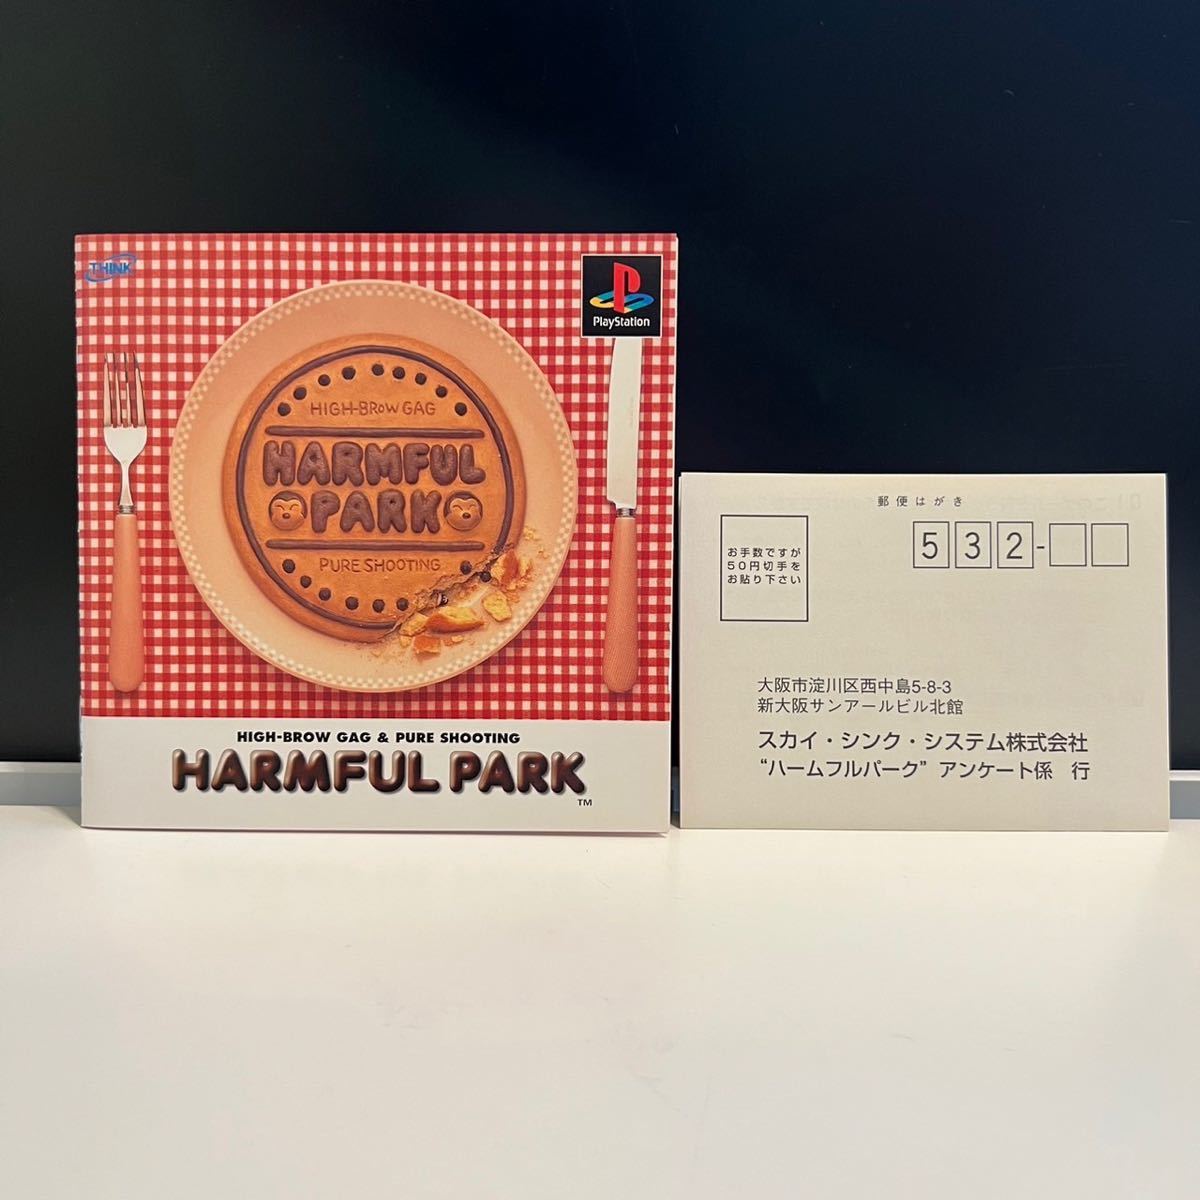 THINK
PlayStation
HIGH-BROW GAG
HARMFUL
PARK
PURE SHOOTING
HIGH-BROW GAG & PURE SHOOTING
HARMFUL PARK
TM
郵便はがき
お手数ですが
50円切手を
お貼り下さい
532-
大阪市淀川区西中島5-8-3
新大阪サンアールビル北館
スカイ・シンク・システム株式会社
“ハームフルパーク” アンケート係 行